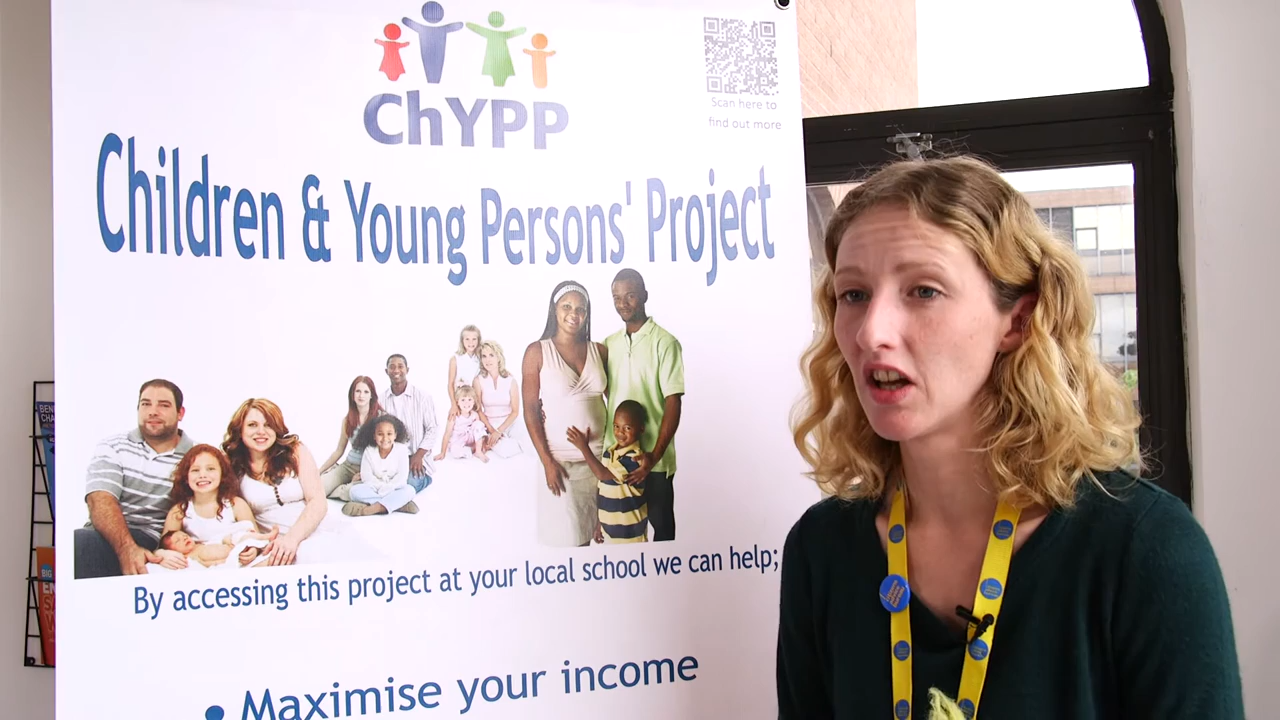 ChYPP
Scan here to
find out more
Children & Young Persons' Project
By accessing this project at your local school we can help;
• Maximise your income